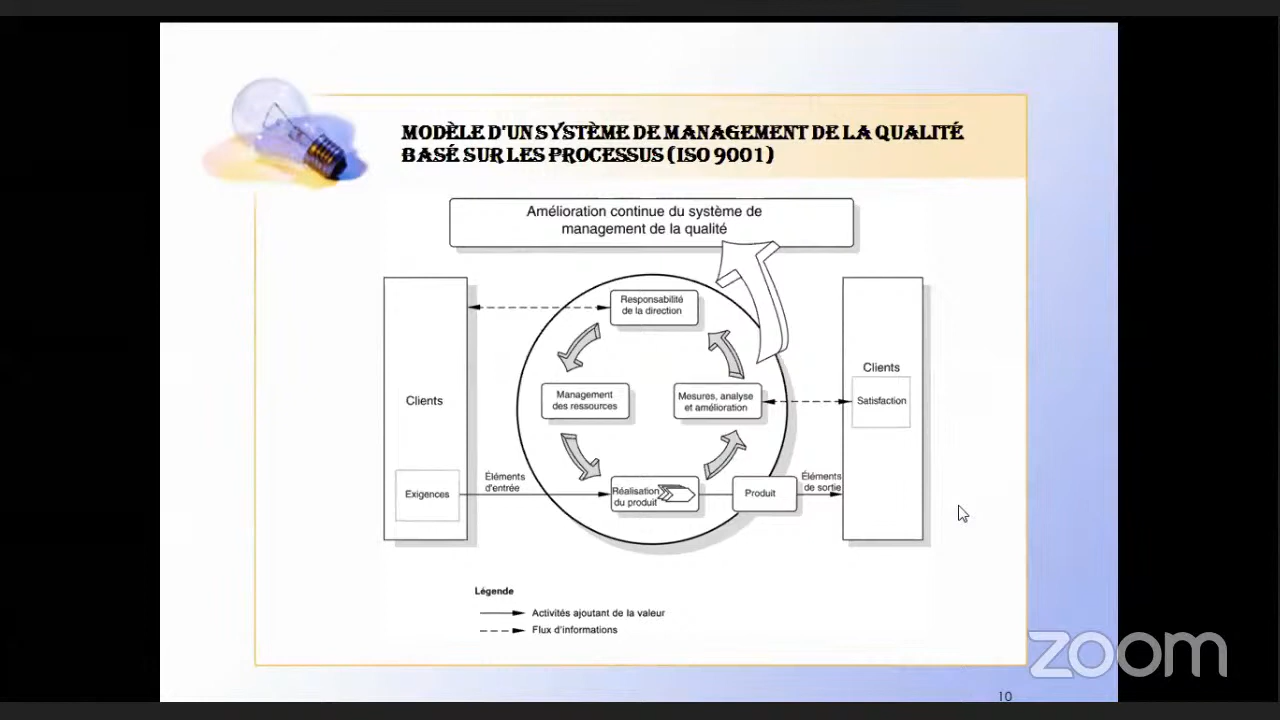 MODÈLE D'UN SYSTÈME DE MANAGEMENT DE LA QUALITÉ
BASÉ SUR LES PROCESSUS (ISO 9001)
Amélioration continue du système de
management de la qualité
Responsabilité
de la direction
Clients
Management
des ressources
Mesures, analyse
et amélioration
Clients
Satisfaction
Exigences
Éléments
d'entrée
Réalisation
du produit
Produit
Éléments
de sortie
Légende
Activités ajoutant de la valeur
Flux d'informations
zoom
10